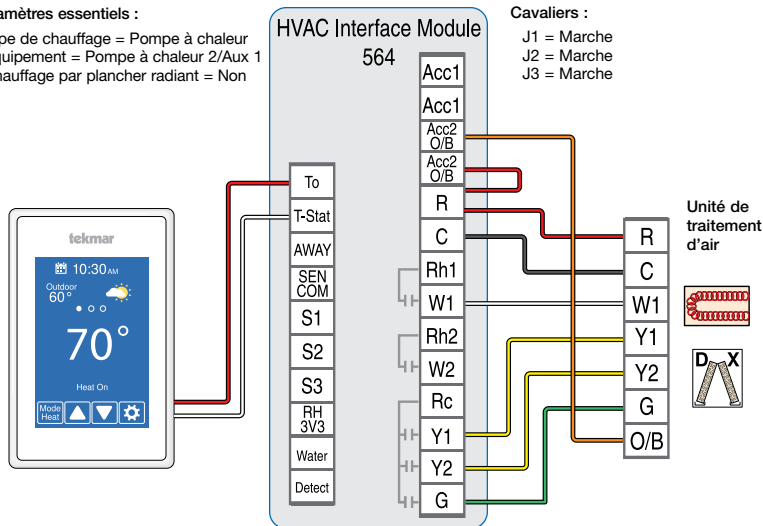 amètres essentiels :
pe de chauffage = Pompe à chaleur
quipement = Pompe à chaleur 2/Aux 1
hauffage par plancher radiant = Non
HVAC Interface Module
564
Cavaliers :
J1 = Marche
J2 = Marche
J3 = Marche
Acc1
Acc1
Acc2
O/B
Acc2
O/B
R
C
Rh1
W1
Rh2
W2
Rc
Y1
Y2
G
To
T-Stat
AWAY
SEN
COM
S1
S2
S3
RH
3V3
Water
Detect
tekmar
10:30 AM
Outdoor
60°
70°
Heat On
Mode
Heat
Unité de
traitement
d'air
R
C
W1
Y1
Y2
G
O/B
D X